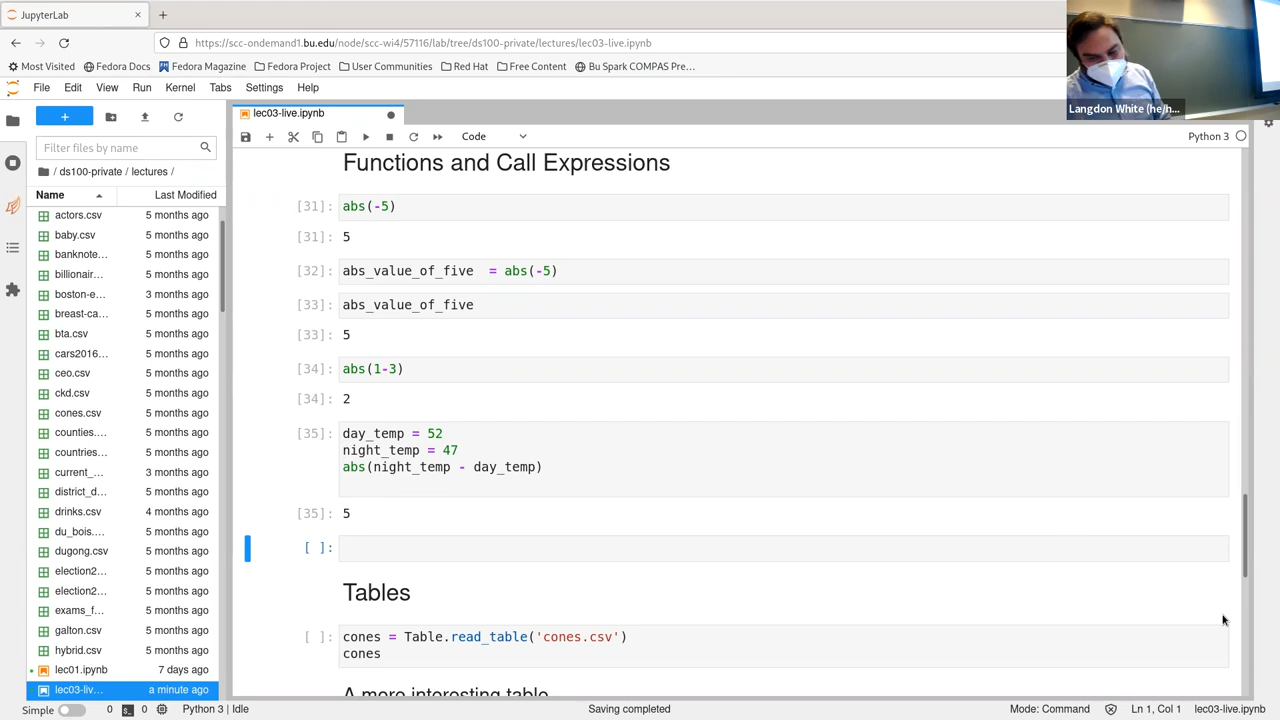 JupyterLab
https://scc-ondemand1.bu.edu/node/scc-wi4/57116/lab/tree/ds100-private/lectures/lec03-live.ipynb
Most Visited Fedora Docs Fedora Magazine Fedora Project User Communities Red Hat Free Content Bu Spark COMPAS Pre…
Langdon White (he/h...
File Edit View Run Kernel Tabs Settings Help
lec03-live.ipynb
Code
Python 3
Filter files by name
/ ds100-private / lectures /
Name Last Modified
actors.csv 5 months ago
baby.csv 5 months ago
banknote... 5 months ago
billionair... 5 months ago
boston-e... 3 months ago
breast-ca... 5 months ago
bta.csv 5 months ago
cars2016... 5 months ago
ceo.csv 5 months ago
ckd.csv 5 months ago
cones.csv 5 months ago
counties.... 5 months ago
countries... 5 months ago
current_... 3 months ago
district_d... 5 months ago
drinks.csv 4 months ago
du_bois.... 5 months ago
dugong.csv 5 months ago
election2... 5 months ago
election2... 5 months ago
exams_f... 5 months ago
galton.csv 5 months ago
hybrid.csv 5 months ago
lec01.ipynb 7 days ago
lec03-liv... a minute ago
Functions and Call Expressions
[31]: abs(-5)
[31]: 5
[32]: abs_value_of_five  = abs(-5)
[33]: abs_value_of_five
[33]: 5
[34]: abs(1-3)
[34]: 2
[35]: day_temp = 52
night_temp = 47
abs(night_temp - day_temp)
[35]: 5
[ ]:
Tables
[ ]: cones = Table.read_table('cones.csv')
cones
A more interesting table
Simple 0 0 Python 3 | Idle Saving completed Mode: Command Ln 1, Col 1 lec03-live.ipynb